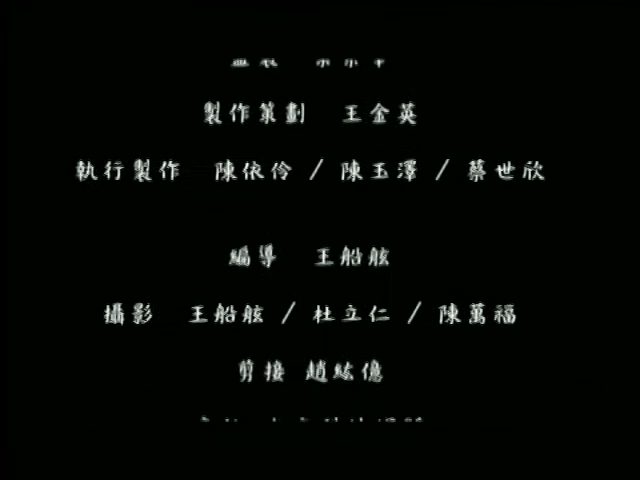 製作策劃　王金英
執行製作　陳依伶 / 陳玉澤 / 蔡世欣
編導　王船舷
攝影　王船舷 / 杜立仁 / 陳萬福
剪接　趙紘億